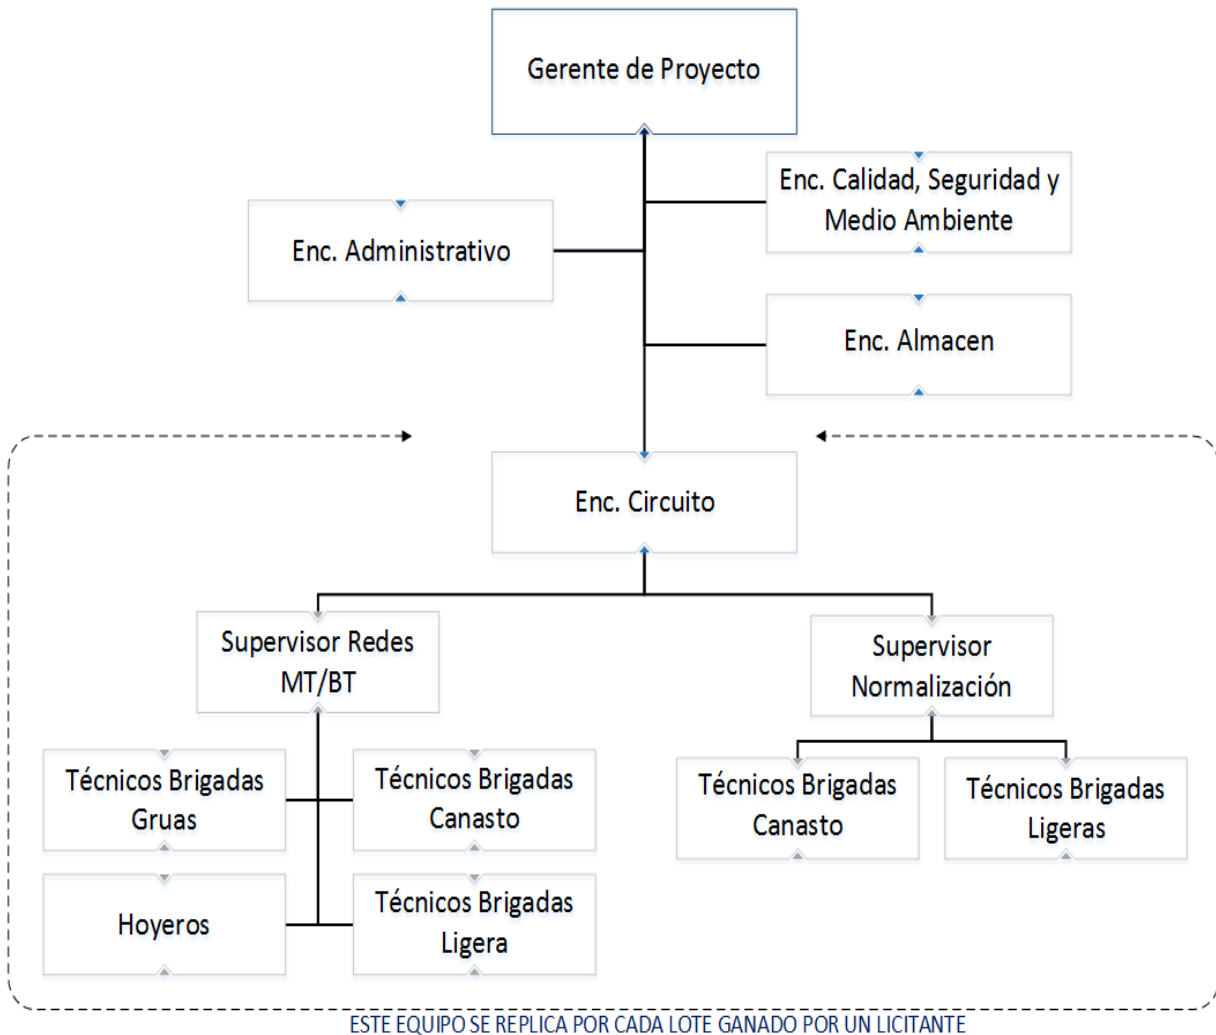 Gerente de Proyecto
Enc. Calidad, Seguridad y
Medio Ambiente
Enc. Administrativo
Enc. Almacen
Enc. Circuito
Supervisor Redes
MT/BT
Supervisor
Normalización
Técnicos Brigadas
Gruas
Técnicos Brigadas
Canasto
Técnicos Brigadas
Canasto
Técnicos Brigadas
Ligeras
Hoyeros
Técnicos Brigadas
Ligera
ESTE EQUIPO SE REPLICA POR CADA LOTE GANADO POR UN LICITANTE